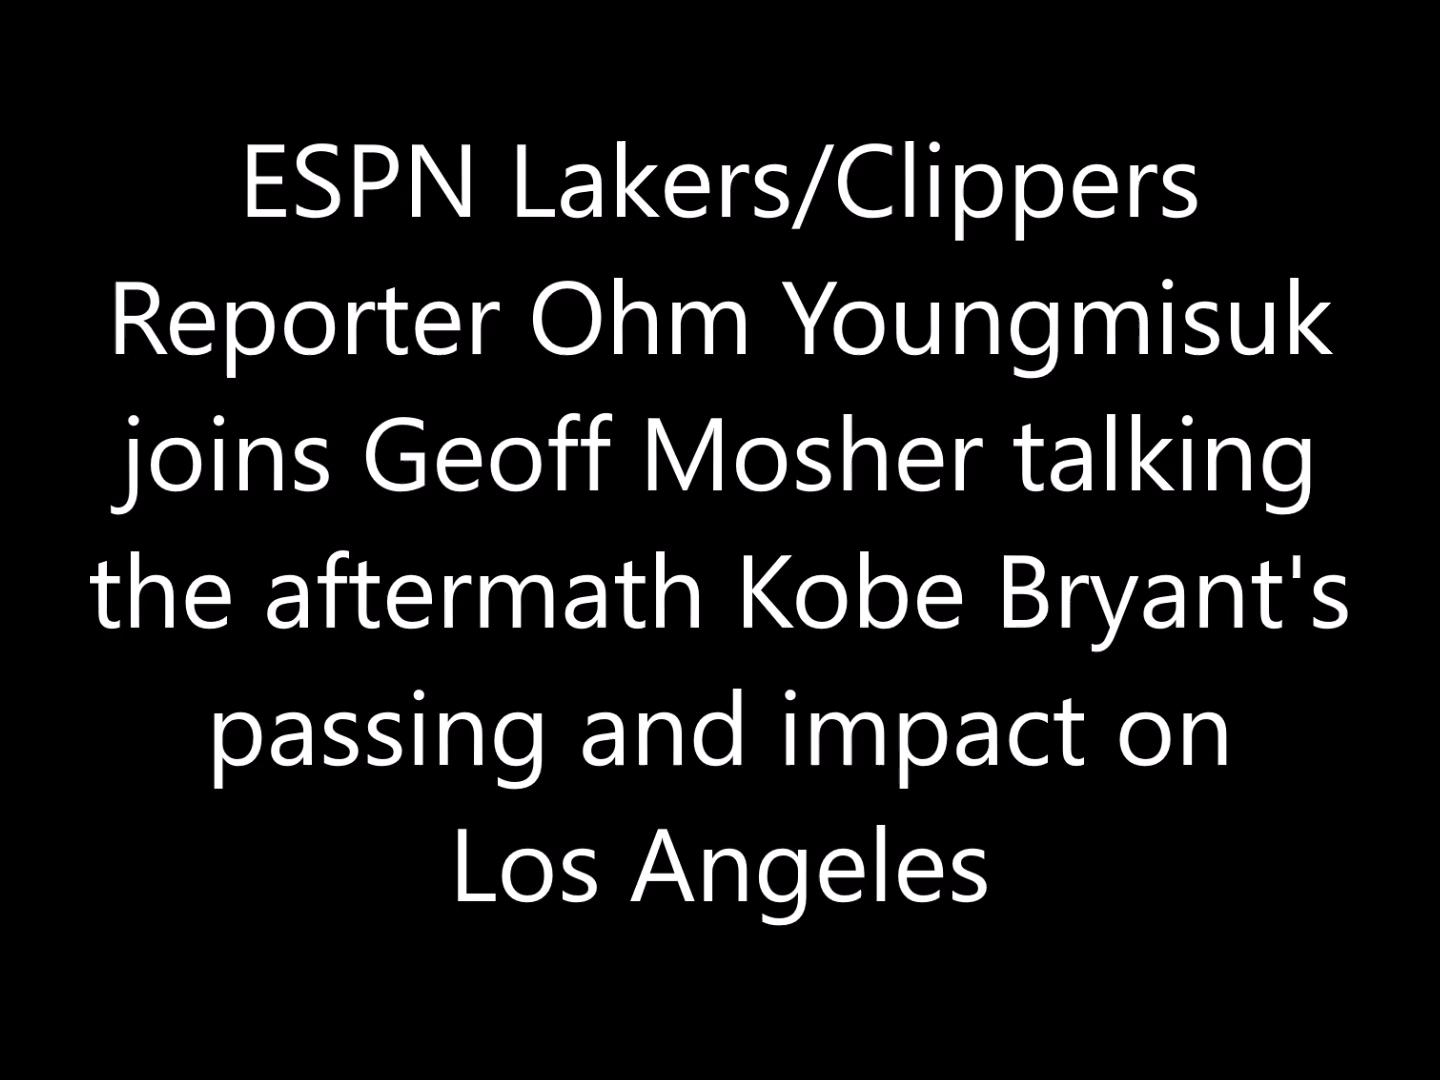 ESPN Lakers/Clippers
Reporter Ohm Youngmisuk
joins Geoff Mosher talking
the aftermath Kobe Bryant's
passing and impact on
Los Angeles